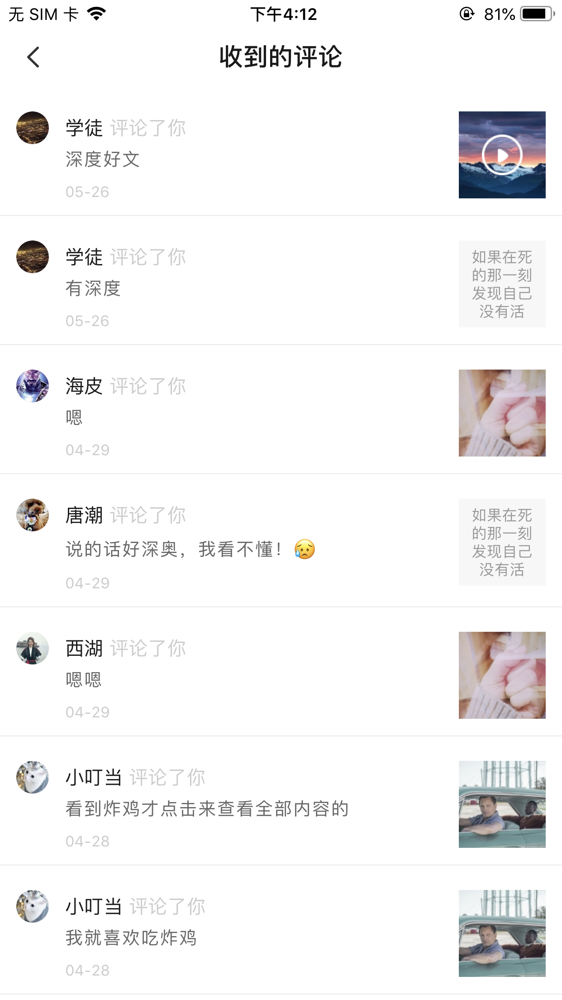 无 SIM 卡 下午4:12 81%
收到的评论
学徒 评论了你
深度好文
05-26
学徒 评论了你
有深度
05-26
如果在死
的那一刻
发现自己
没有活
海皮 评论了你
嗯
04-29
唐潮 评论了你
说的话好深奥，我看不懂！😥
04-29
如果在死
的那一刻
发现自己
没有活
西湖 评论了你
嗯嗯
04-29
小叮当 评论了你
看到炸鸡才点击来查看全部内容的
04-28
小叮当 评论了你
我就喜欢吃炸鸡
04-28